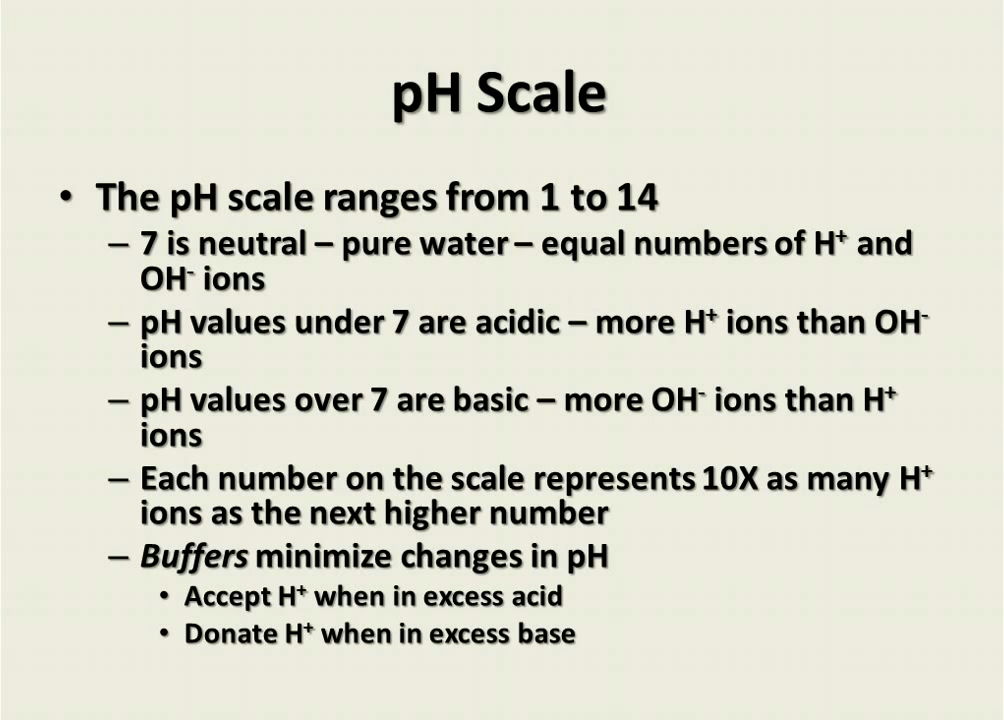 pH Scale
• The pH scale ranges from 1 to 14
– 7 is neutral – pure water – equal numbers of H⁺ and
OH⁻ ions
– pH values under 7 are acidic – more H⁺ ions than OH⁻
ions
– pH values over 7 are basic – more OH⁻ ions than H⁺
ions
– Each number on the scale represents 10X as many H⁺
ions as the next higher number
– Buffers minimize changes in pH
• Accept H⁺ when in excess acid
• Donate H⁺ when in excess base